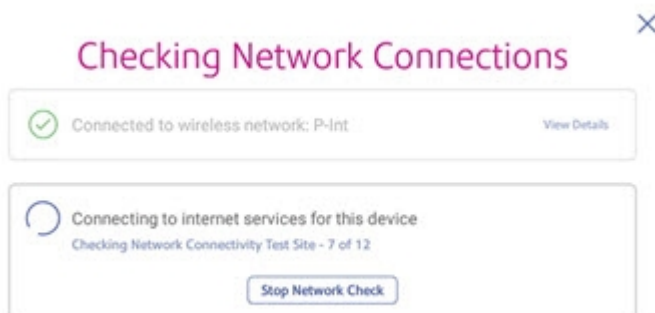 Checking Network Connections
Connected to wireless network: P-Int
View Details
Connecting to internet services for this device
Checking Network Connectivity Test Site - 7 of 12
Stop Network Check